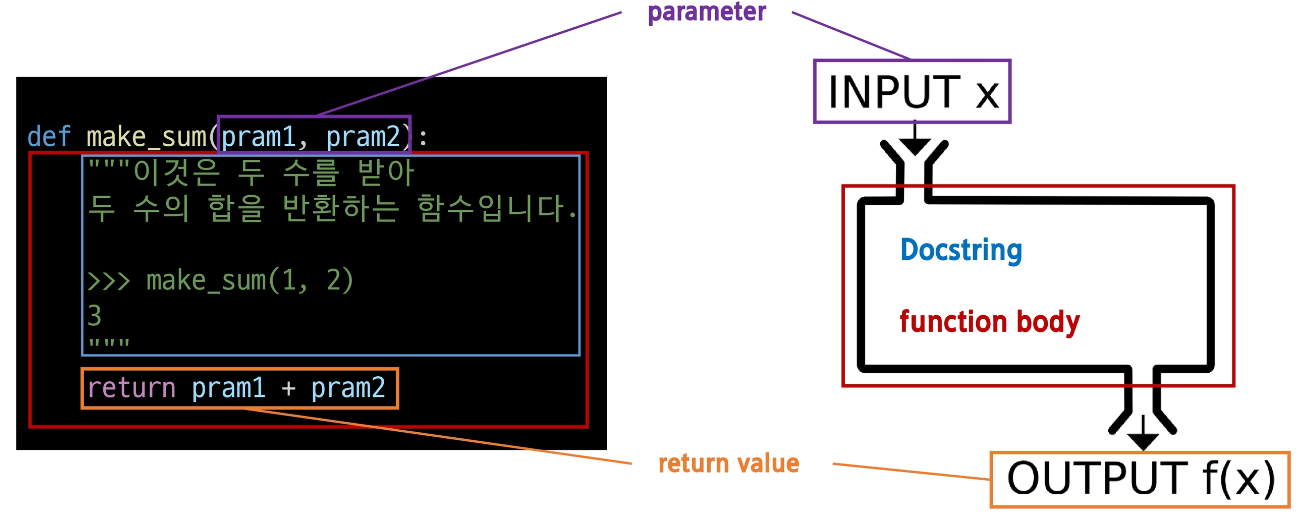 parameter
INPUT x
def make_sum(pram1, pram2):
"""이것은 두 수를 받아
두 수의 합을 반환하는 함수입니다.
>>> make_sum(1, 2)
3
"""
return pram1 + pram2
Docstring
function body
return value
OUTPUT f(x)